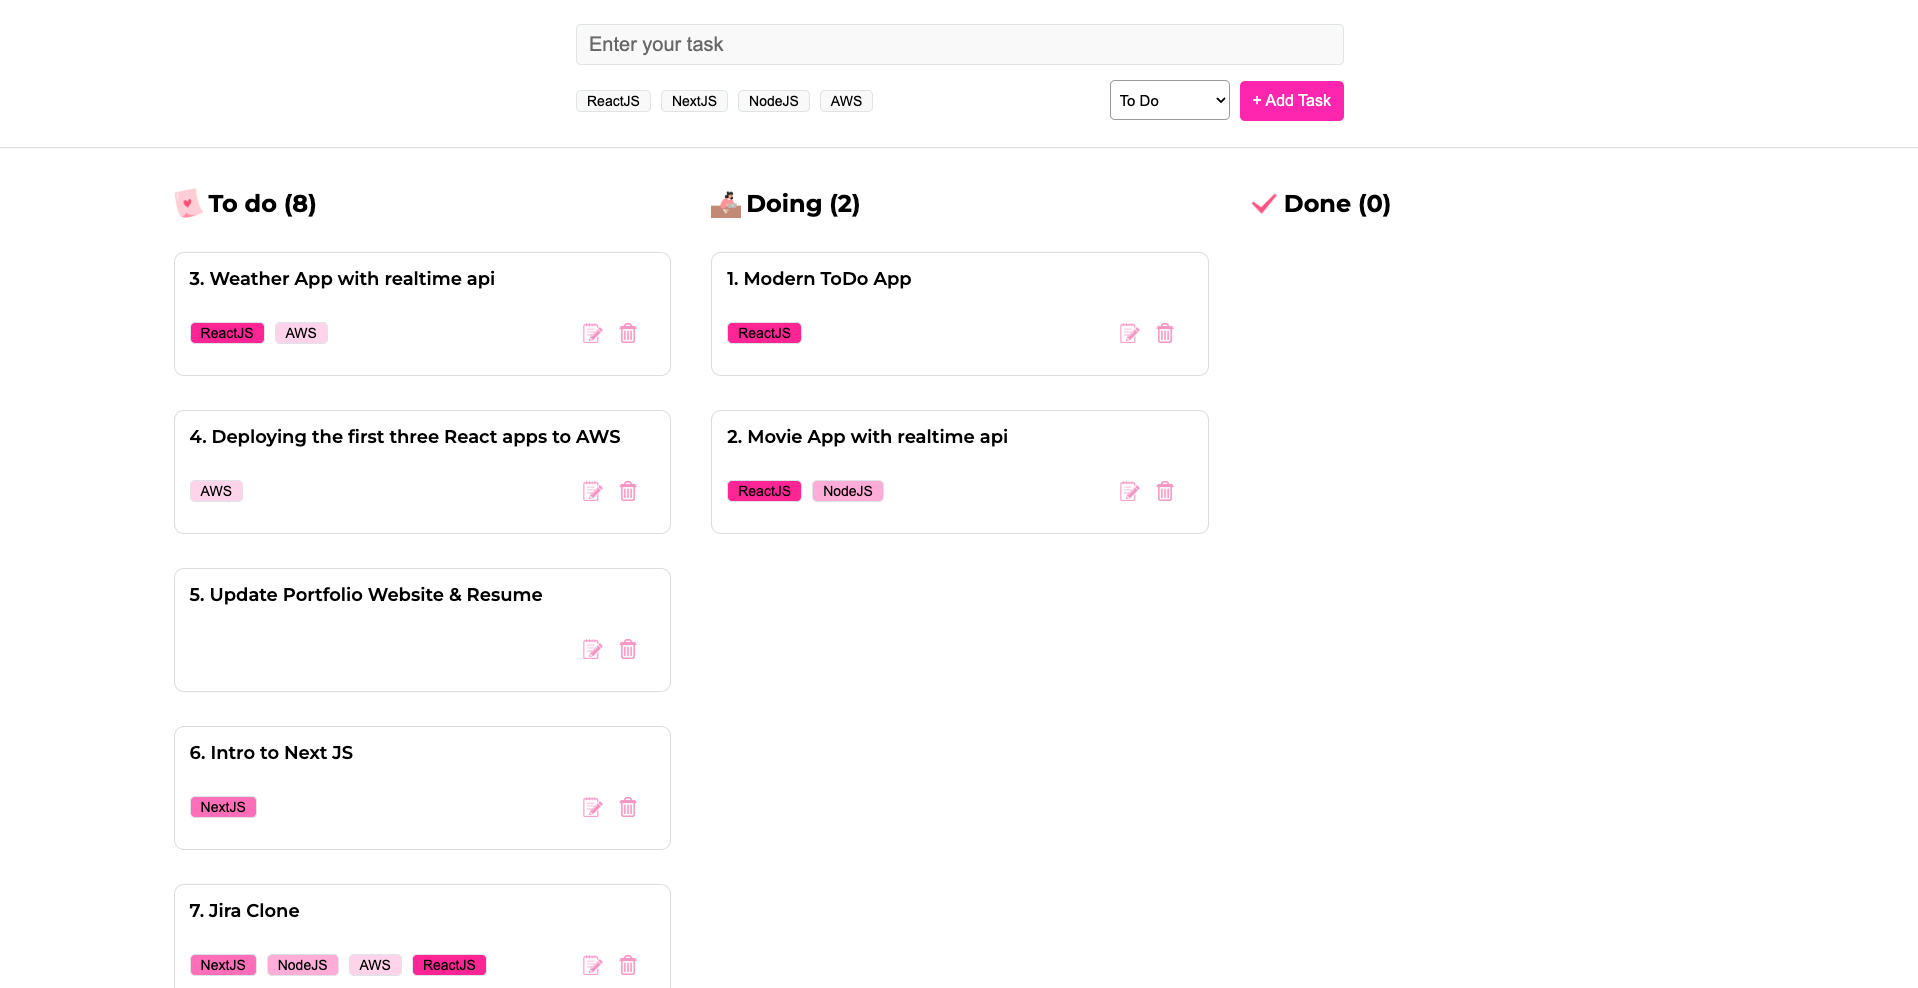 Enter your task
ReactJS NextJS NodeJS AWS To Do + Add Task
To do (8)
3. Weather App with realtime api
ReactJS AWS
4. Deploying the first three React apps to AWS
AWS
5. Update Portfolio Website & Resume
6. Intro to Next JS
NextJS
7. Jira Clone
NextJS NodeJS AWS ReactJS
Doing (2)
1. Modern ToDo App
ReactJS
2. Movie App with realtime api
ReactJS NodeJS
Done (0)